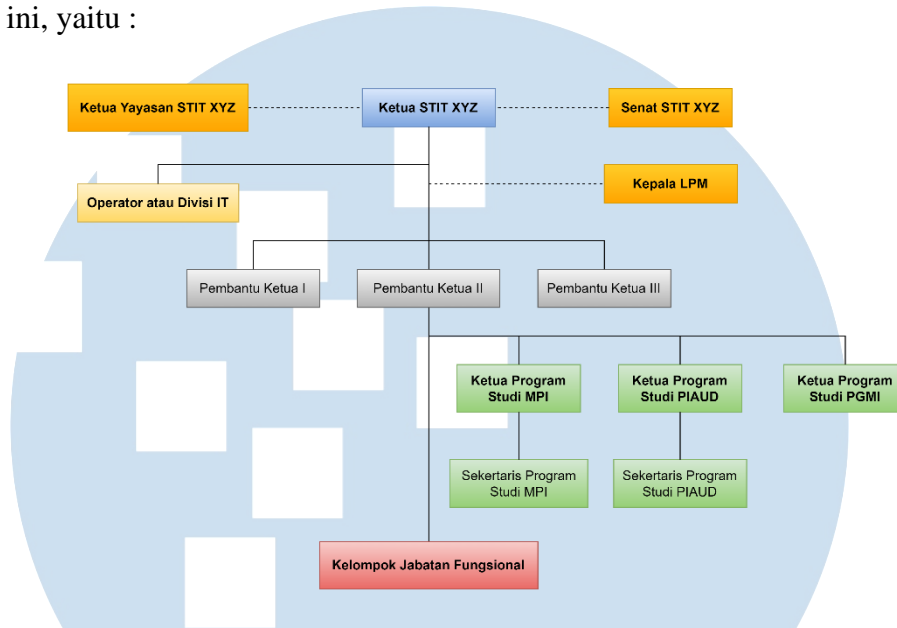 ini, yaitu :
Ketua Yayasan STIT XYZ
Ketua STIT XYZ
Senat STIT XYZ
Kepala LPM
Operator atau Divisi IT
Pembantu Ketua I
Pembantu Ketua II
Pembantu Ketua III
Ketua Program
Studi MPI
Ketua Program
Studi PIAUD
Ketua Program
Studi PGMI
Sekertaris Program
Studi MPI
Sekertaris Program
Studi PIAUD
Kelompok Jabatan Fungsional